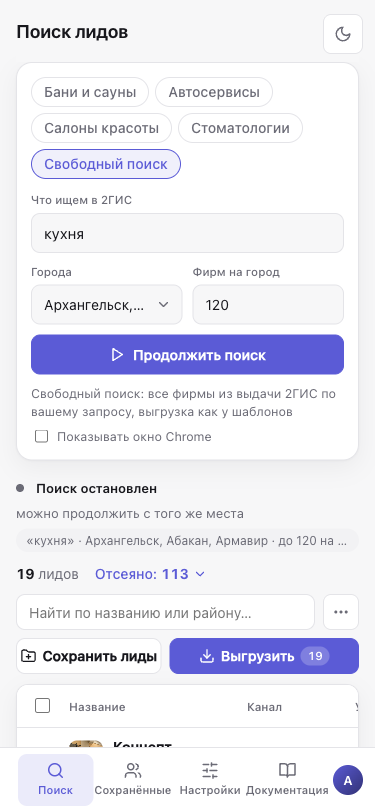 Поиск лидов
Бани и сауны
Автосервисы
Салоны красоты
Стоматологии
Свободный поиск
Что ищем в 2ГИС
кухня
Города
Фирм на город
Архангельск,...
120
Продолжить поиск
Свободный поиск: все фирмы из выдачи 2ГИС по
вашему запросу, выгрузка как у шаблонов
Показывать окно Chrome
Поиск остановлен
можно продолжить с того же места
«кухня» · Архангельск, Абакан, Армавир · до 120 на ...
19 лидов
Отсеяно: 113
Найти по названию или району...
Сохранить лиды
Выгрузить 19
Название
Канал
Концепт
Поиск
Сохранённые
Настройки
Документация
А